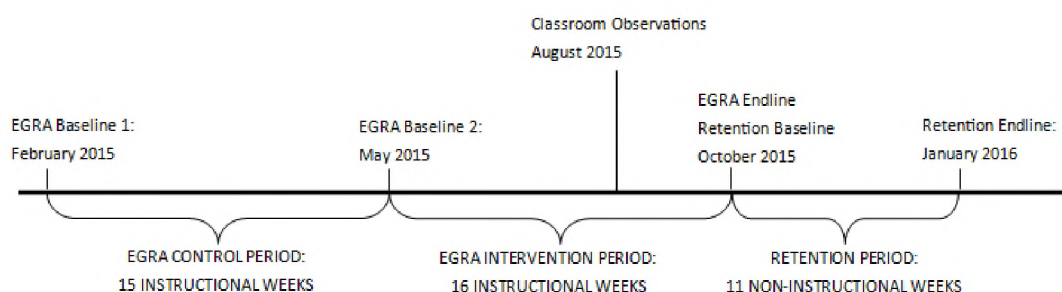 Classroom Observations
August 2015
EGRA Baseline 1:
February 2015
EGRA Baseline 2:
May 2015
EGRA Endline
Retention Baseline
October 2015
Retention Endline:
January 2016
EGRA CONTROL PERIOD:
15 INSTRUCTIONAL WEEKS
EGRA INTERVENTION PERIOD:
16 INSTRUCTIONAL WEEKS
RETENTION PERIOD:
11 NON-INSTRUCTIONAL WEEKS